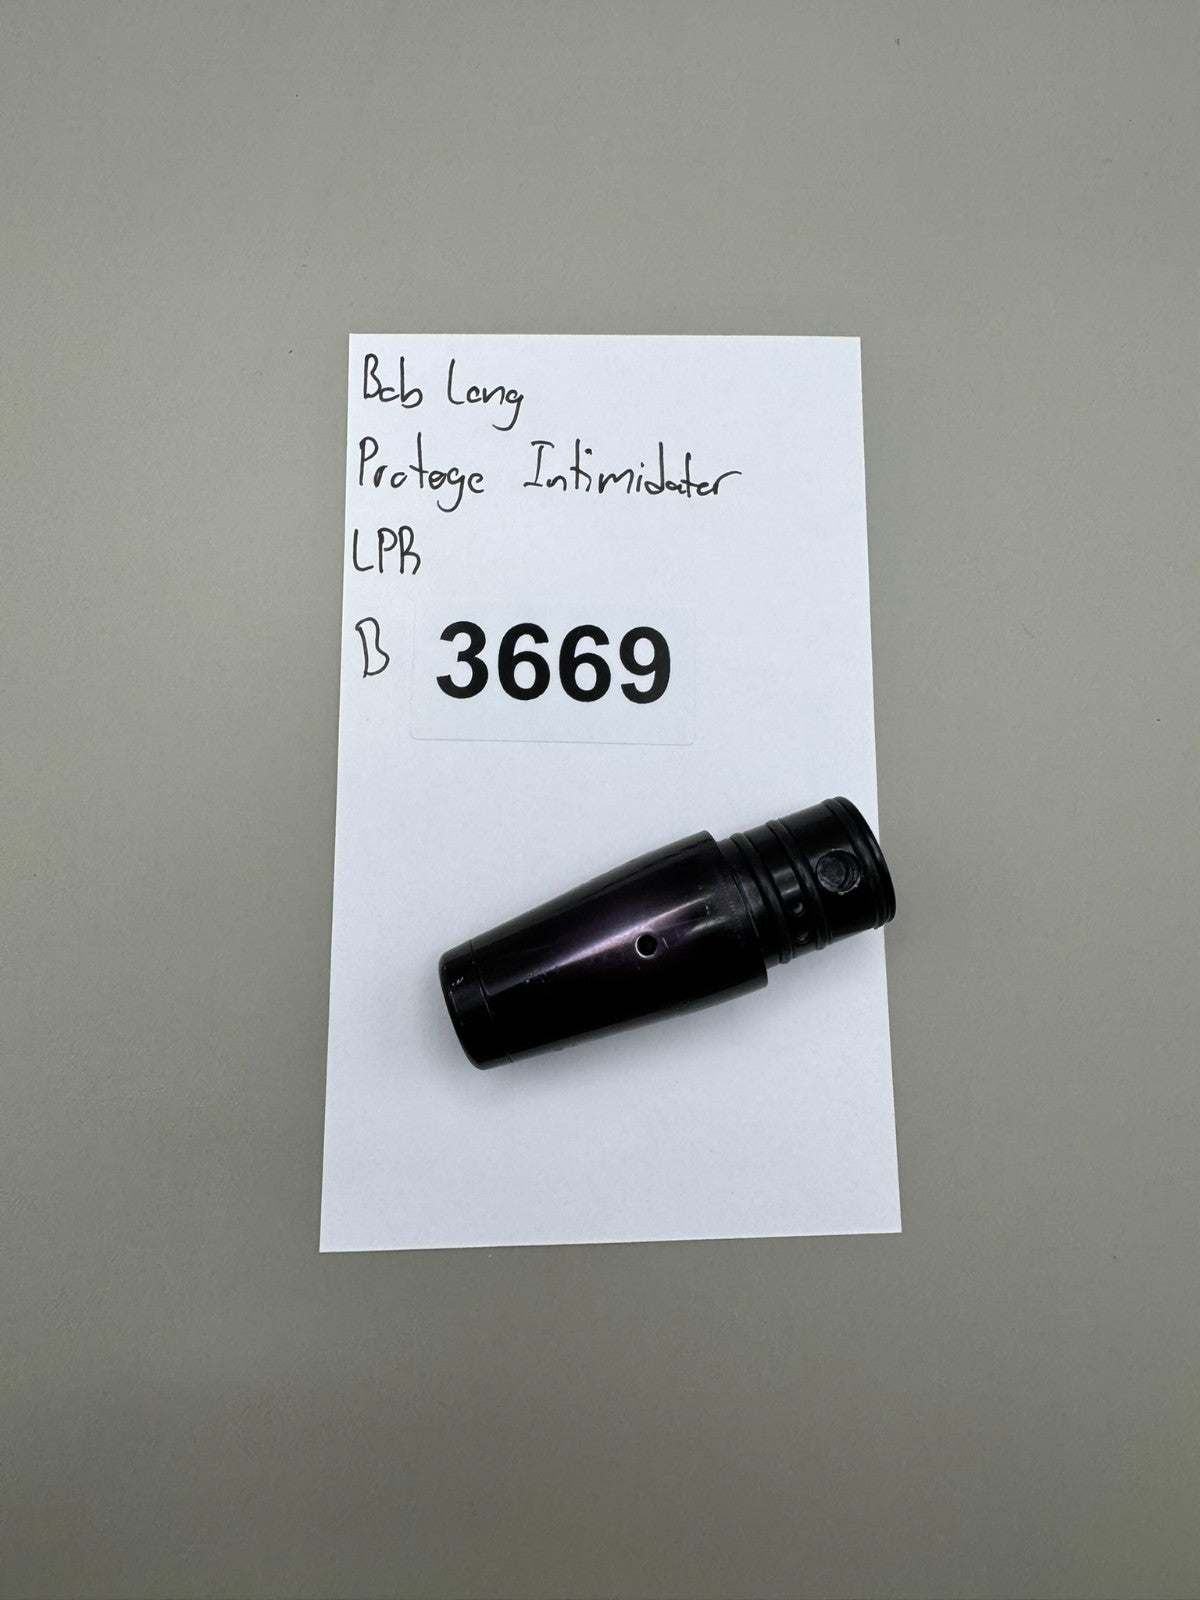 Bob Long
Protege Intimidator
LPR
B 3669